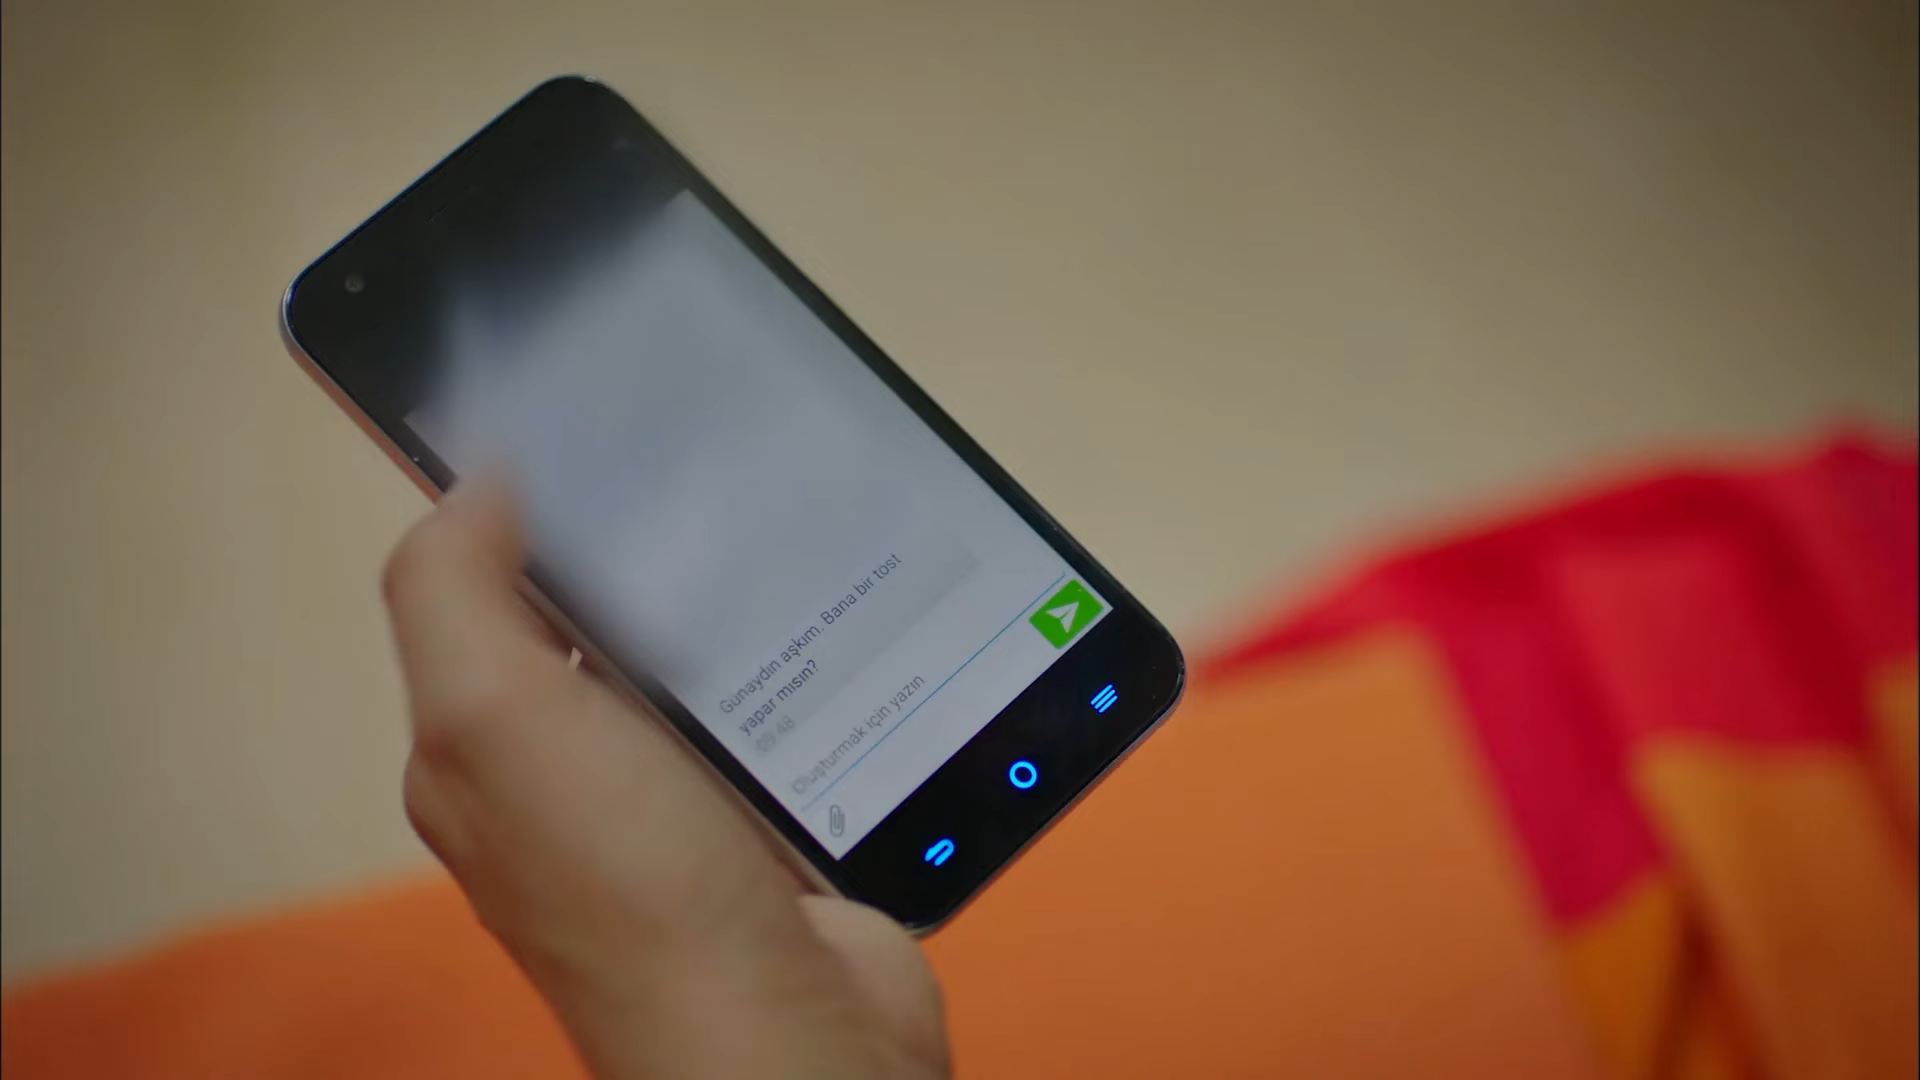 Günaydın aşkım. Bana bir tost
yapar mısın?
09:48
Oluşturmak için yazın